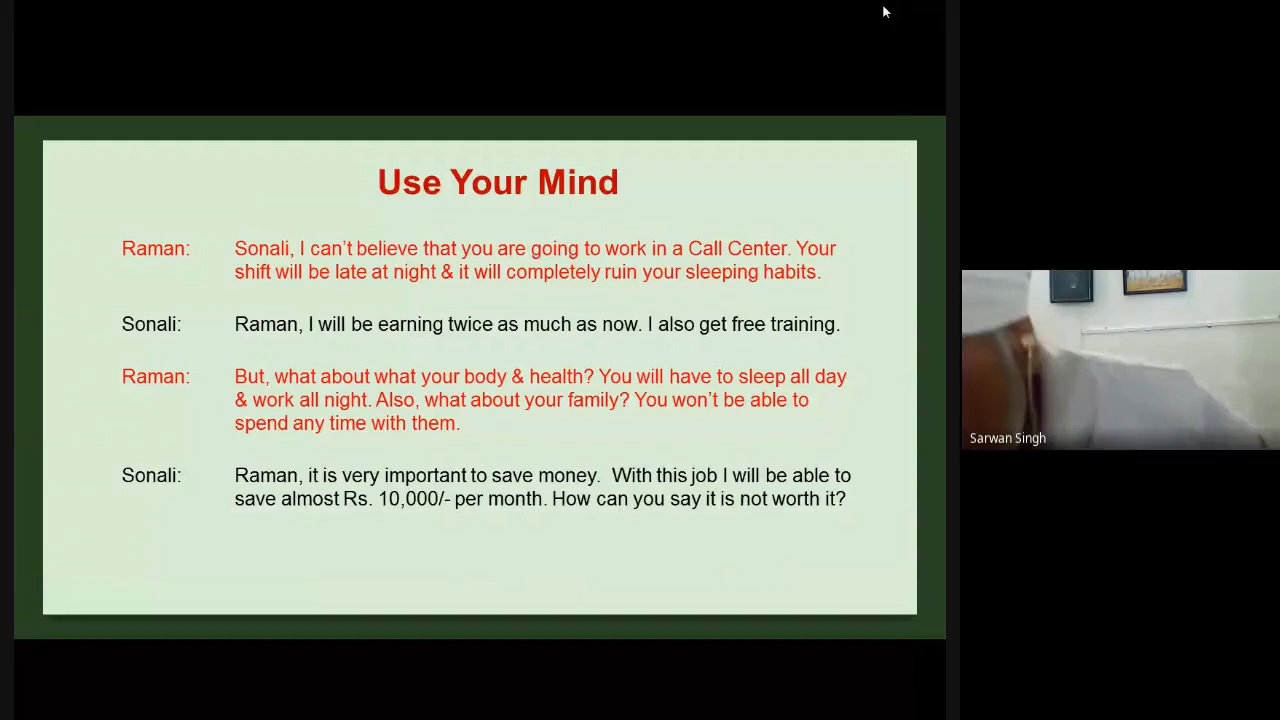 Use Your Mind
Raman: Sonali, I can't believe that you are going to work in a Call Center. Your
shift will be late at night & it will completely ruin your sleeping habits.
Sonali: Raman, I will be earning twice as much as now. I also get free training.
Raman: But, what about what your body & health? You will have to sleep all day
& work all night. Also, what about your family? You won't be able to
spend any time with them.
Sonali: Raman, it is very important to save money.  With this job I will be able to
save almost Rs. 10,000/- per month. How can you say it is not worth it?
Sarwan Singh